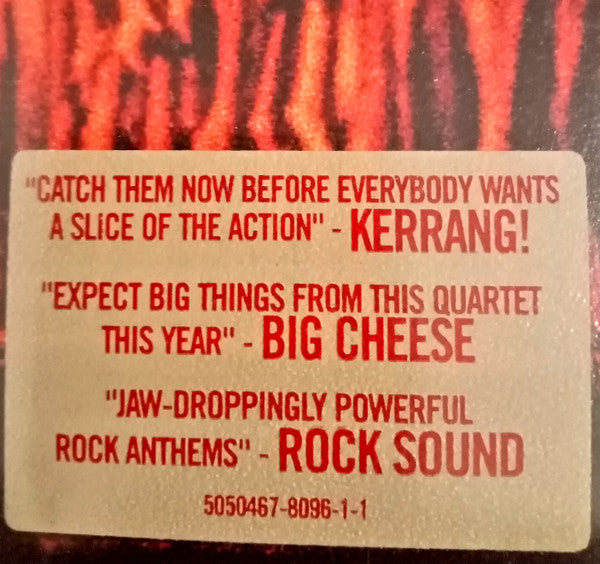 "CATCH THEM NOW BEFORE EVERYBODY WANTS
A SLICE OF THE ACTION" - KERRANG!
"EXPECT BIG THINGS FROM THIS QUARTET
THIS YEAR" - BIG CHEESE
"JAW-DROPPINGLY POWERFUL
ROCK ANTHEMS" - ROCK SOUND
5050467-8096-1-1